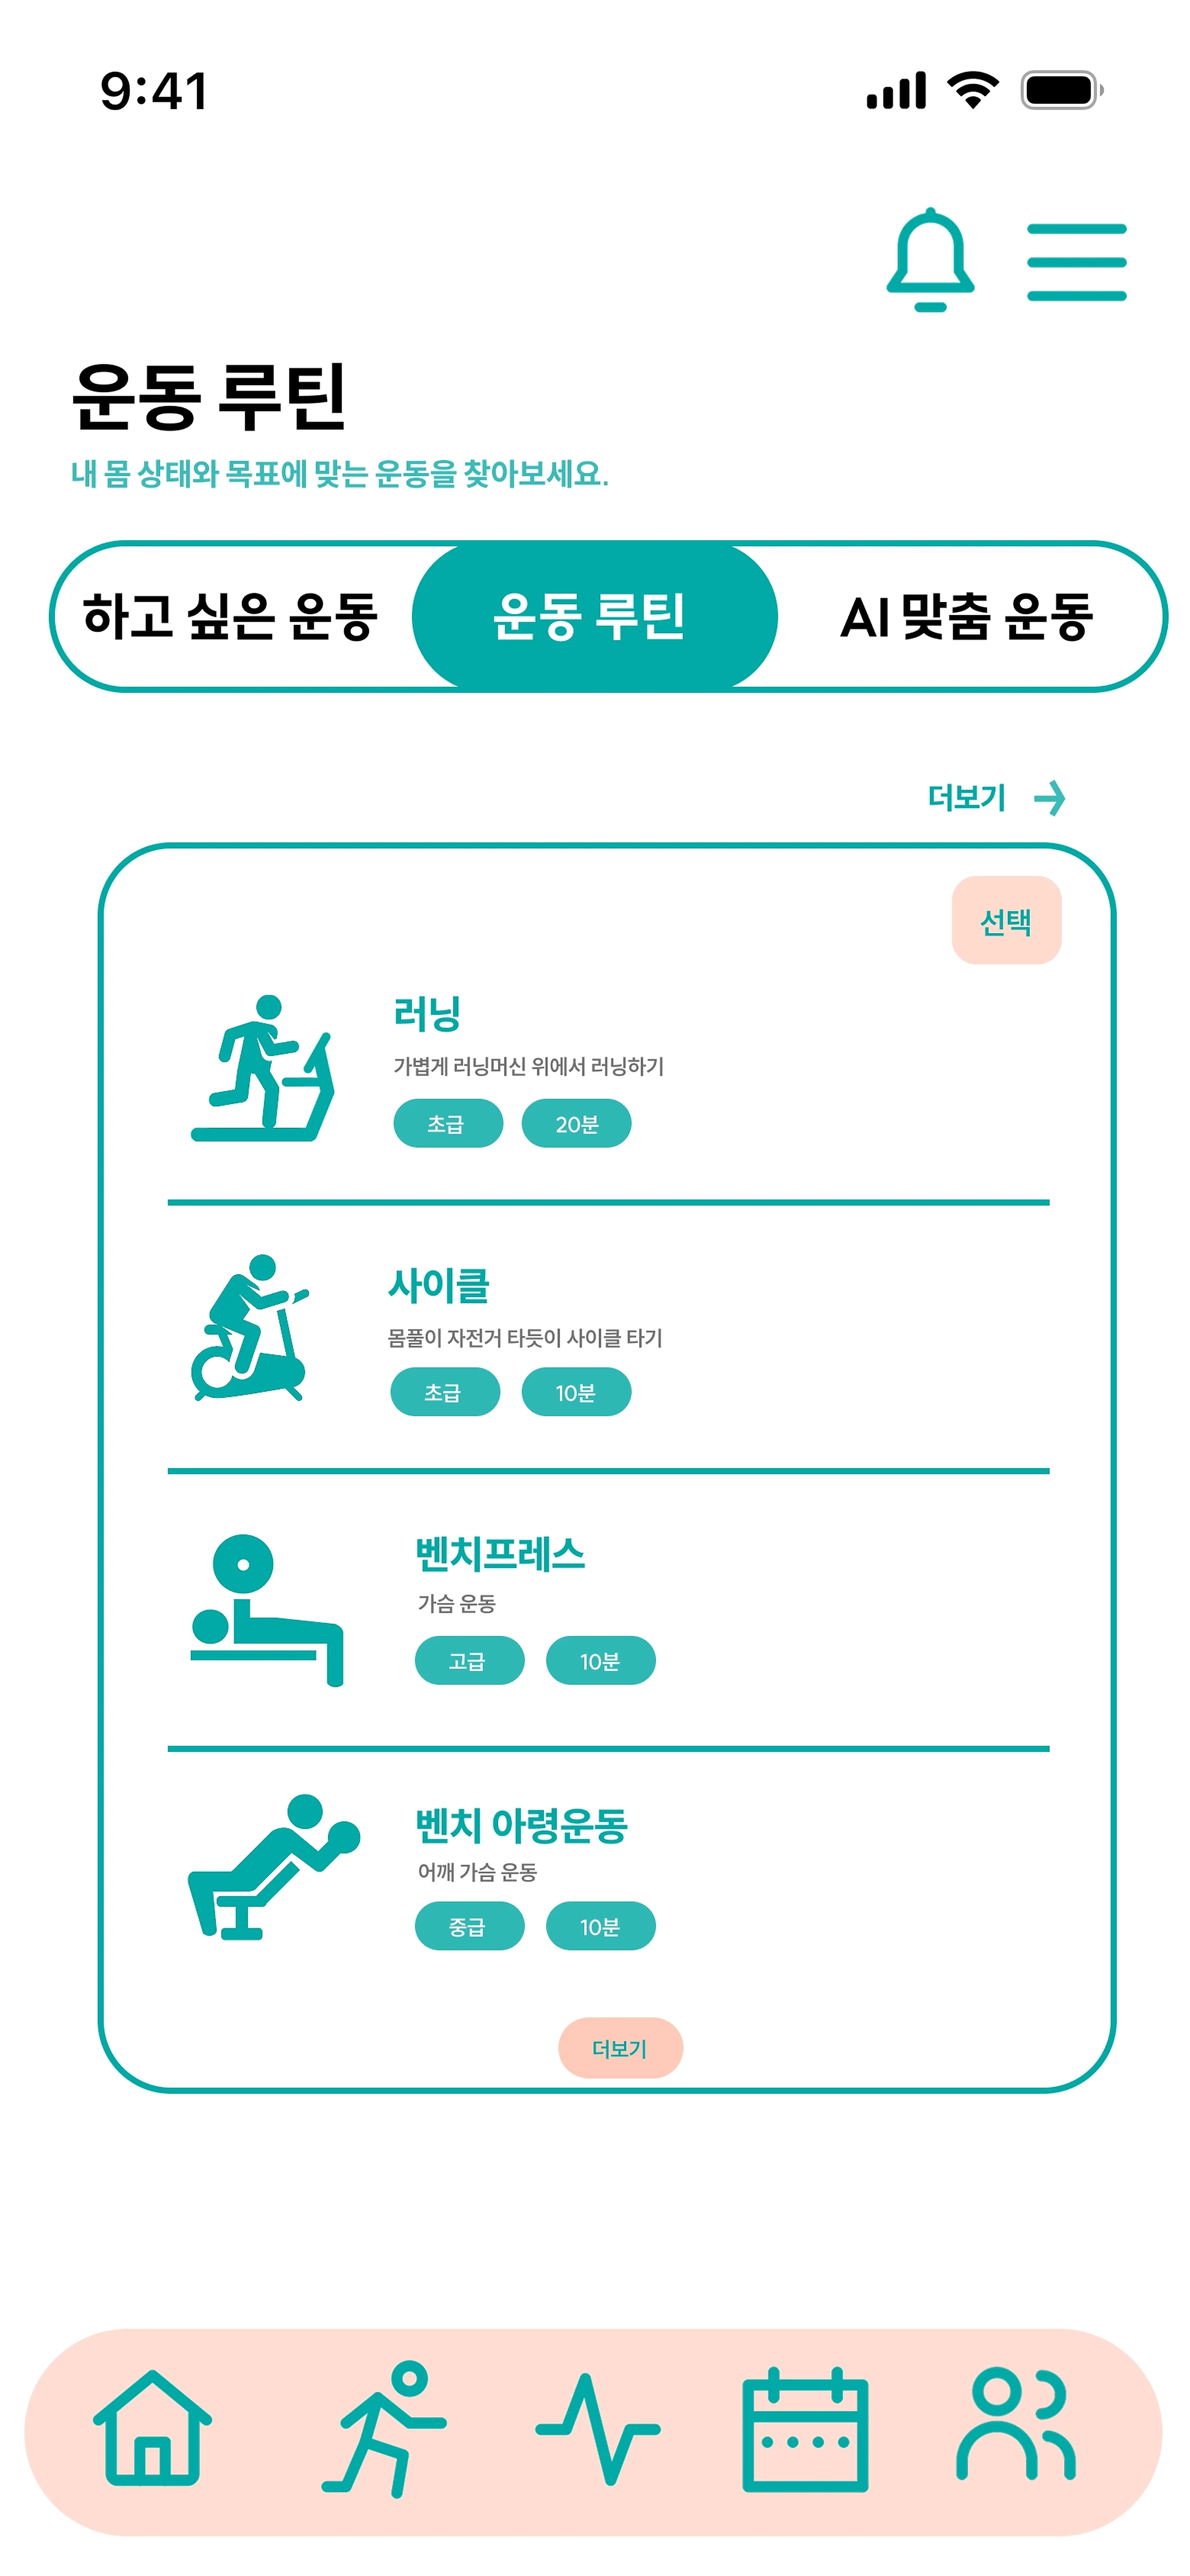 9:41
운동 루틴
내 몸 상태와 목표에 맞는 운동을 찾아보세요.
하고 싶은 운동 운동 루틴 AI 맞춤 운동
더보기
선택
러닝
가볍게 러닝머신 위에서 러닝하기
초급 20분
사이클
몸풀이 자전거 타듯이 사이클 타기
초급 10분
벤치프레스
가슴 운동
고급 10분
벤치 아령운동
어깨 가슴 운동
중급 10분
더보기